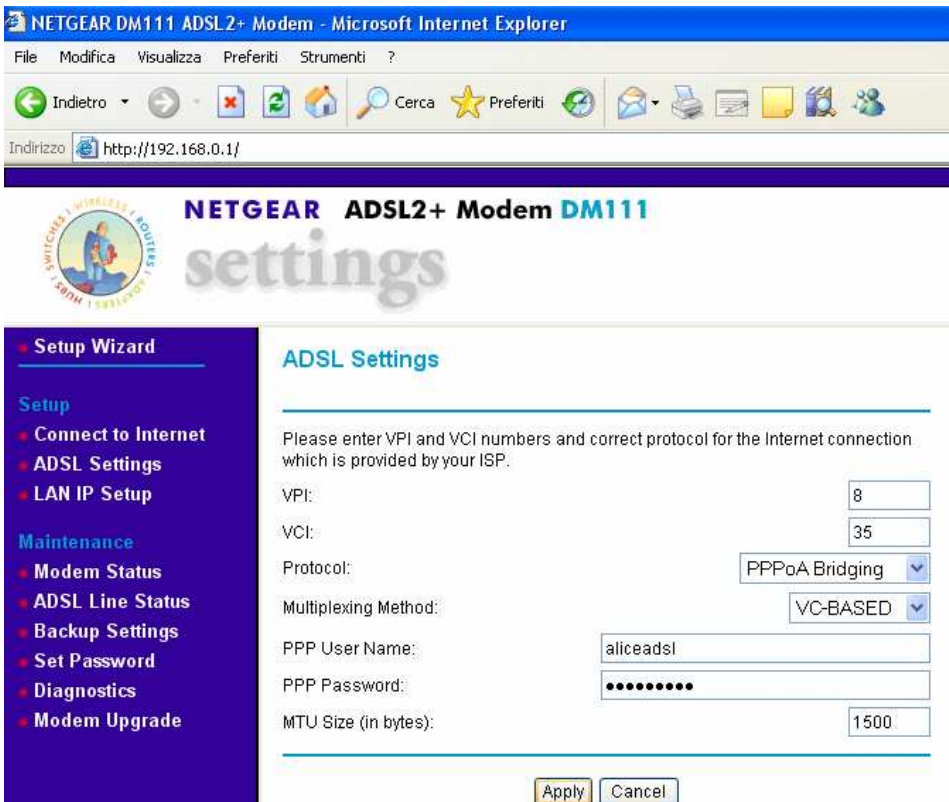 NETGEAR DM111 ADSL2+ Modem - Microsoft Internet Explorer
File Modifica Visualizza Preferiti Strumenti ?
Indietro Cerca Preferiti
Indirizzo http://192.168.0.1/
NETGEAR ADSL2+ Modem DM111
settings
WIRELESS | ROUTERS | ADAPTERS | HUBS | SWITCHES |
Setup Wizard
Setup
Connect to Internet
ADSL Settings
LAN IP Setup
Maintenance
Modem Status
ADSL Line Status
Backup Settings
Set Password
Diagnostics
Modem Upgrade
ADSL Settings
Please enter VPI and VCI numbers and correct protocol for the Internet connection
which is provided by your ISP.
VPI: 8
VCI: 35
Protocol: PPPoA Bridging
Multiplexing Method: VC-BASED
PPP User Name: aliceadsl
PPP Password: •••••••••
MTU Size (in bytes): 1500
Apply Cancel